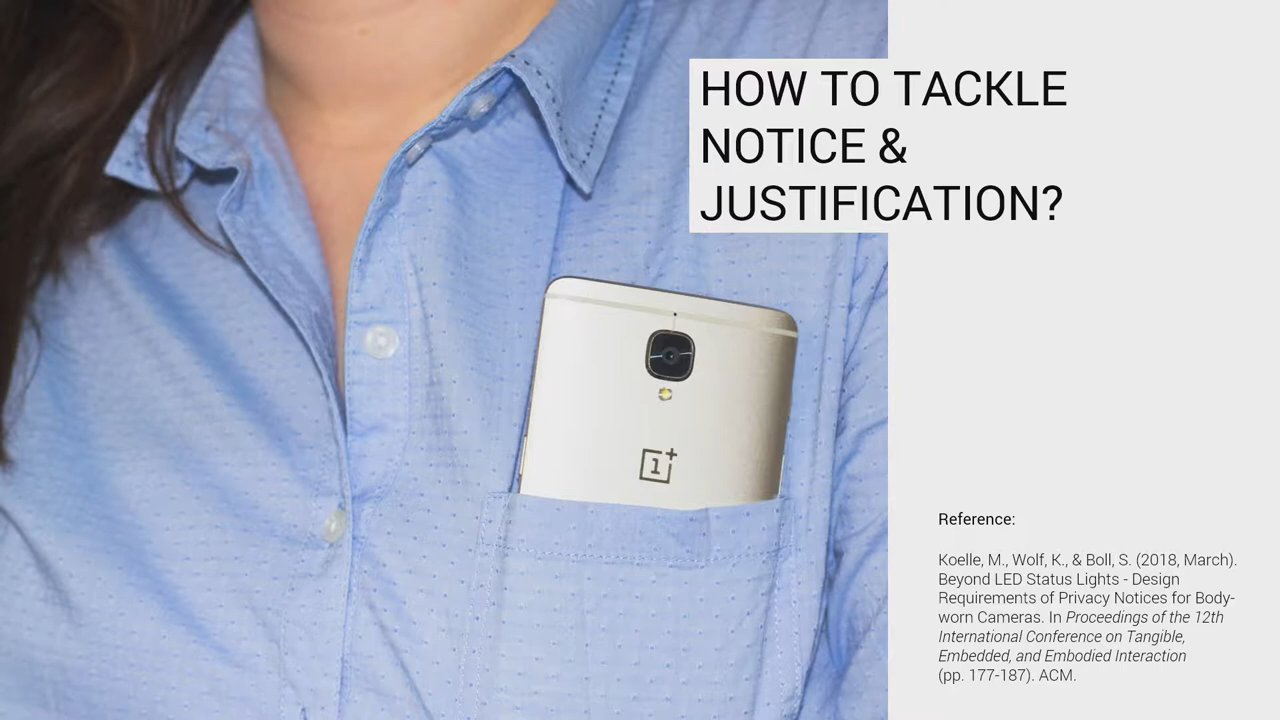 HOW TO TACKLE
NOTICE &
JUSTIFICATION?
1+
Reference:
Koelle, M., Wolf, K., & Boll, S. (2018, March).
Beyond LED Status Lights - Design
Requirements of Privacy Notices for Body-
worn Cameras. In Proceedings of the 12th
International Conference on Tangible,
Embedded, and Embodied Interaction
(pp. 177-187). ACM.